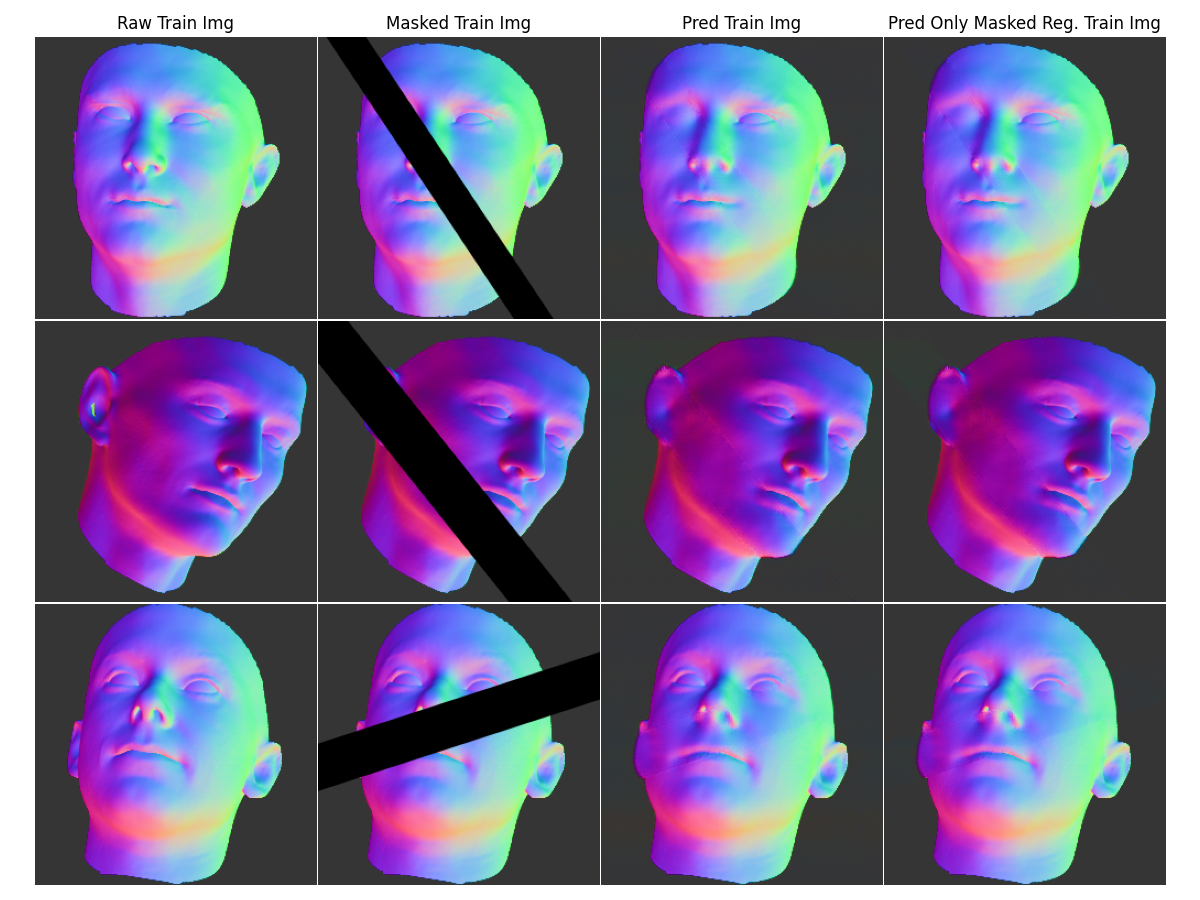 Raw Train Img
Masked Train Img
Pred Train Img
Pred Only Masked Reg. Train Img